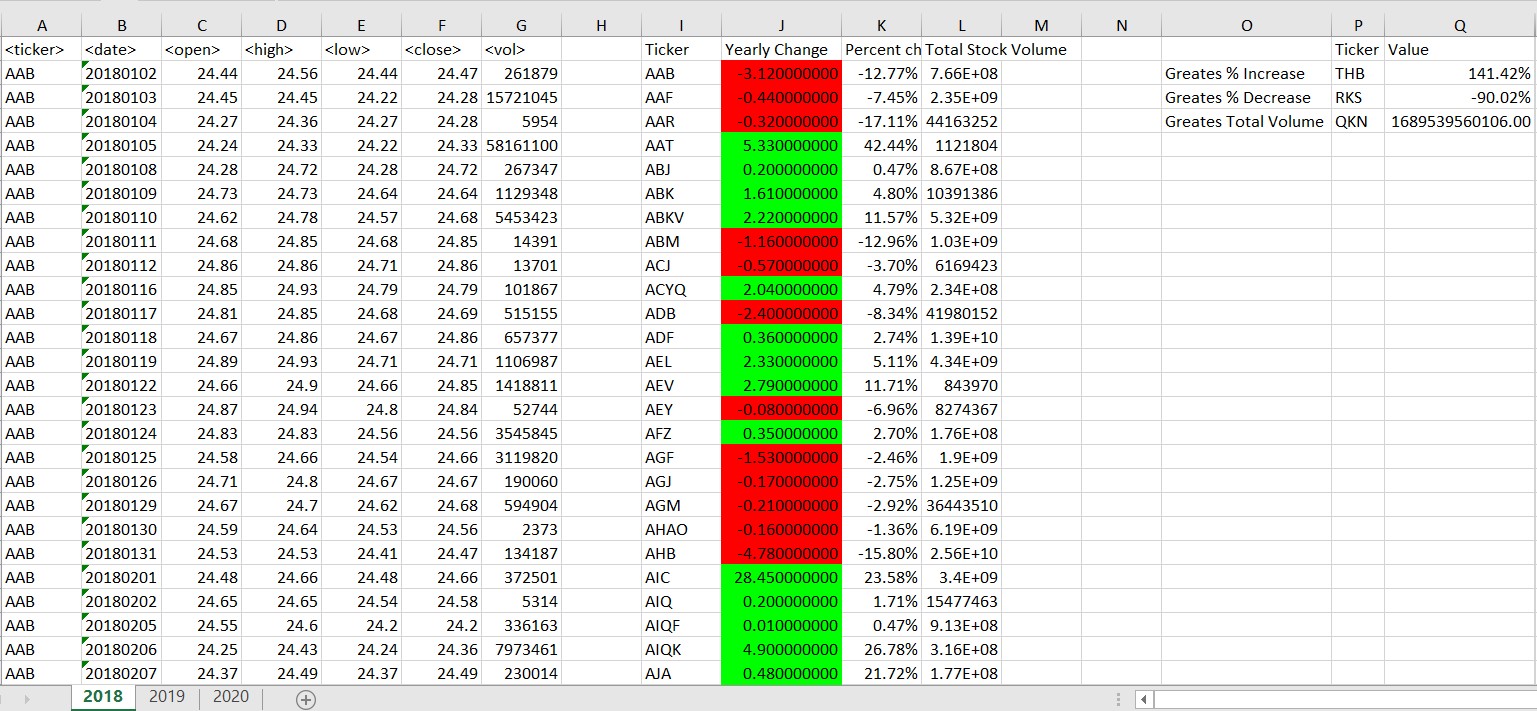 A B C D E F G H I J K L M N O P Q
<ticker> <date> <open> <high> <low> <close> <vol> Ticker Yearly Change Percent ch Total Stock Volume Ticker Value
AAB 20180102 24.44 24.56 24.44 24.47 261879 AAB -3.120000000 -12.77% 7.66E+08 Greates % Increase THB 141.42%
AAB 20180103 24.45 24.45 24.22 24.28 15721045 AAF -0.440000000 -7.45% 2.35E+09 Greates % Decrease RKS -90.02%
AAB 20180104 24.27 24.36 24.27 24.28 5954 AAR -0.320000000 -17.11% 44163252 Greates Total Volume QKN 1689539560106.00
AAB 20180105 24.24 24.33 24.22 24.33 58161100 AAT 5.330000000 42.44% 1121804
AAB 20180108 24.28 24.72 24.28 24.72 267347 ABJ 0.200000000 0.47% 8.67E+08
AAB 20180109 24.73 24.73 24.64 24.64 1129348 ABK 1.610000000 4.80% 10391386
AAB 20180110 24.62 24.78 24.57 24.68 5453423 ABKV 2.220000000 11.57% 5.32E+09
AAB 20180111 24.68 24.85 24.68 24.85 14391 ABM -1.160000000 -12.96% 1.03E+09
AAB 20180112 24.86 24.86 24.71 24.86 13701 ACJ -0.570000000 -3.70% 6169423
AAB 20180116 24.85 24.93 24.79 24.79 101867 ACYQ 2.040000000 4.79% 2.34E+08
AAB 20180117 24.81 24.85 24.68 24.69 515155 ADB -2.400000000 -8.34% 41980152
AAB 20180118 24.67 24.86 24.67 24.86 657377 ADF 0.360000000 2.74% 1.39E+10
AAB 20180119 24.89 24.93 24.71 24.71 1106987 AEL 2.330000000 5.11% 4.34E+09
AAB 20180122 24.66 24.9 24.66 24.85 1418811 AEV 2.790000000 11.71% 843970
AAB 20180123 24.87 24.94 24.8 24.84 52744 AEY -0.080000000 -6.96% 8274367
AAB 20180124 24.83 24.83 24.56 24.56 3545845 AFZ 0.350000000 2.70% 1.76E+08
AAB 20180125 24.58 24.66 24.54 24.66 3119820 AGF -1.530000000 -2.46% 1.9E+09
AAB 20180126 24.71 24.8 24.67 24.67 190060 AGJ -0.170000000 -2.75% 1.25E+09
AAB 20180129 24.67 24.7 24.62 24.68 594904 AGM -0.210000000 -2.92% 36443510
AAB 20180130 24.59 24.64 24.53 24.56 2373 AHAO -0.160000000 -1.36% 6.19E+09
AAB 20180131 24.53 24.53 24.41 24.47 134187 AHB -4.780000000 -15.80% 2.56E+10
AAB 20180201 24.48 24.66 24.48 24.66 372501 AIC 28.450000000 23.58% 3.4E+09
AAB 20180202 24.65 24.65 24.54 24.58 5314 AIQ 0.200000000 1.71% 15477463
AAB 20180205 24.55 24.6 24.2 24.2 336163 AIQF 0.010000000 0.47% 9.13E+08
AAB 20180206 24.25 24.43 24.24 24.36 7973461 AIQK 4.900000000 26.78% 3.16E+08
AAB 20180207 24.37 24.49 24.37 24.49 230014 AJA 0.480000000 21.72% 1.77E+08
2018 2019 2020